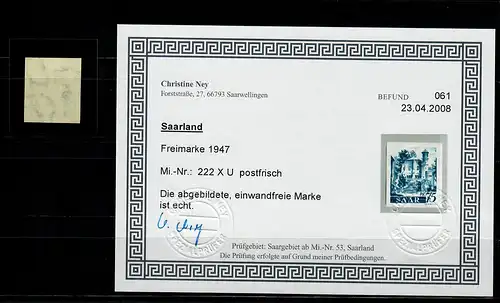 Christine Ney
Forststraße, 27, 66793 Saarwellingen
BEFUND 061
23.04.2008
Saarland
Freimarke 1947
Mi.-Nr.: 222 X U postfrisch
Die abgebildete, einwandfreie Marke
ist echt.
SAAR 75
Prüfgebiet: Saargebiet ab Mi.-Nr. 53, Saarland
Die Prüfung erfolgte auf Grund meiner Prüfbedingungen.